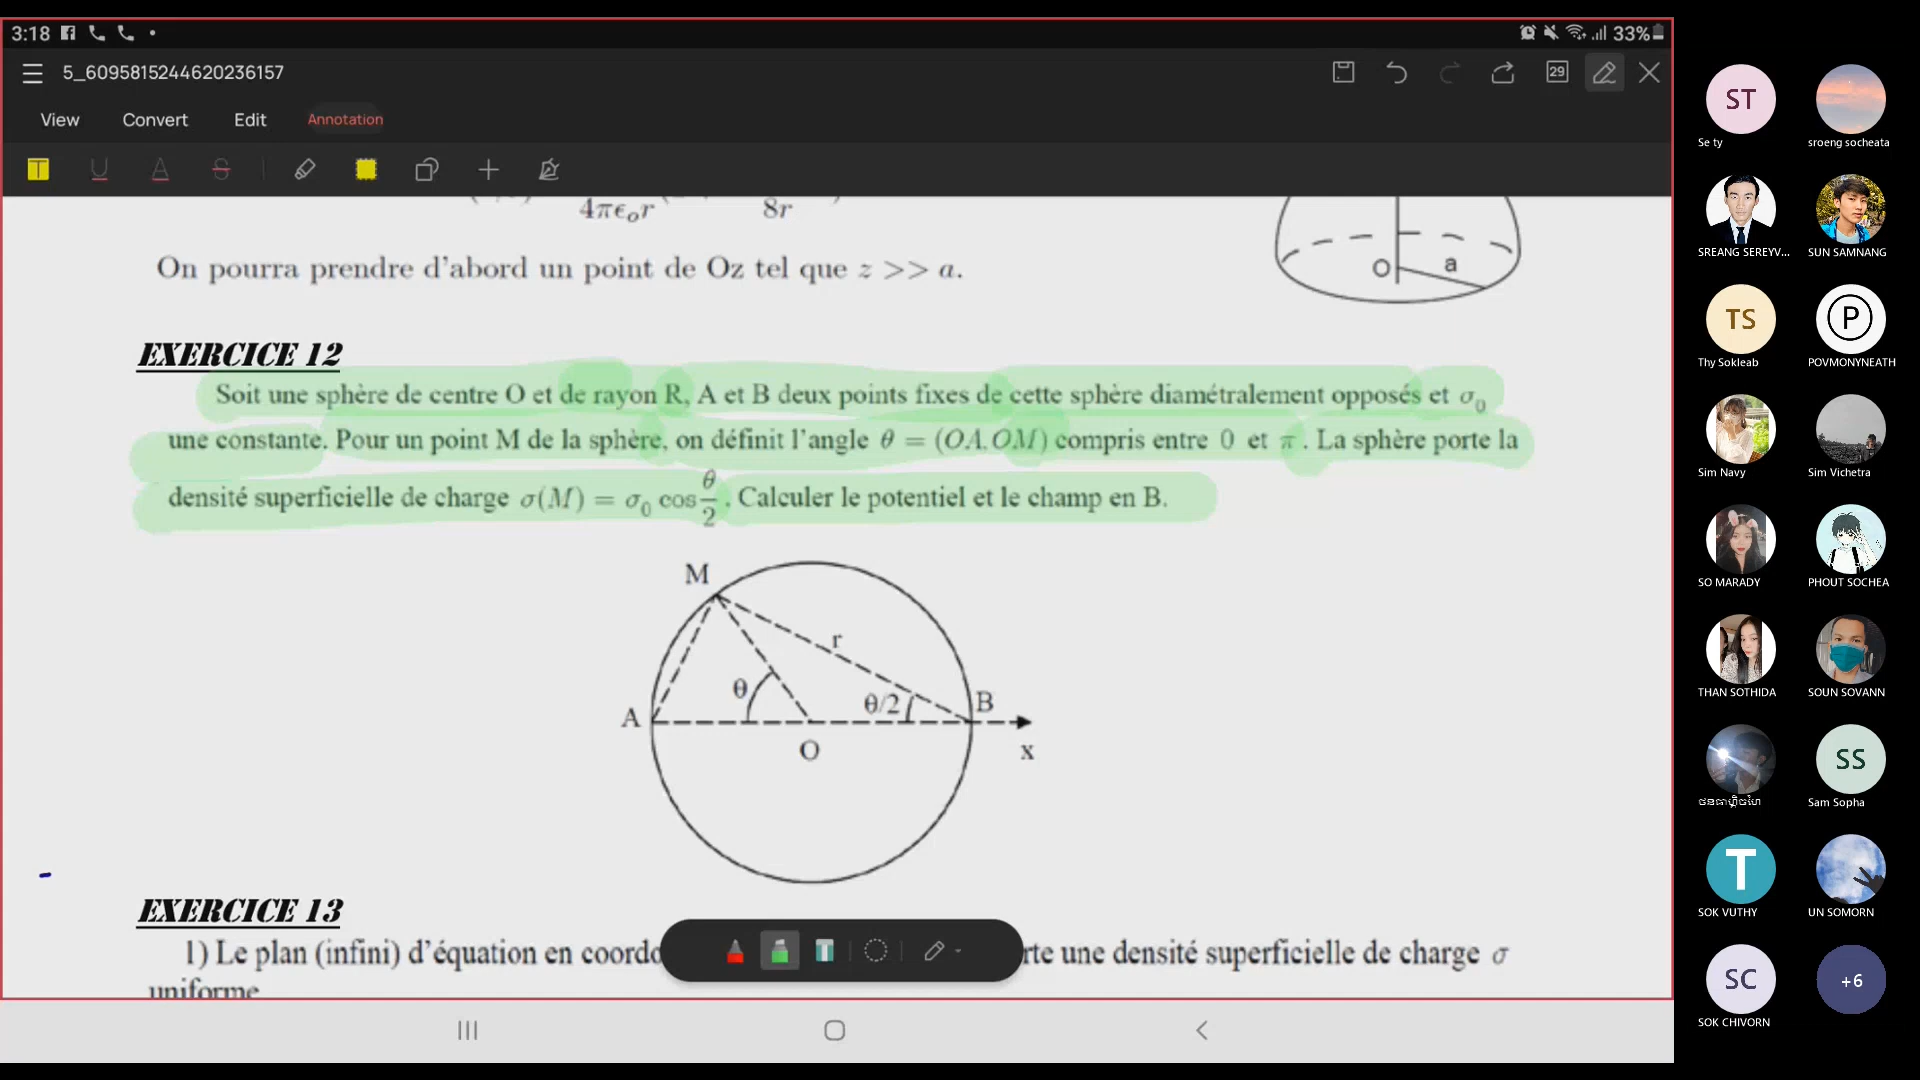 3:18
33%
5_6095815244620236157
29
View
Convert
Edit
Annotation
4πϵₒr
8r
On pourra prendre d'abord un point de Oz tel que z >> a.
O
a
EXERCICE 12
Soit une sphère de centre O et de rayon R, A et B deux points fixes de cette sphère diamétralement opposés et σ₀
une constante. Pour un point M de la sphère, on définit l'angle θ = (OA,OM) compris entre 0 et π. La sphère porte la
densité superficielle de charge σ(M) = σ₀ cos θ/2. Calculer le potentiel et le champ en B.
M
r
θ
θ/2
A
B
O
x
EXERCICE 13
1) Le plan (infini) d'équation en
rte une densité superficielle de charge σ
uniforme
ST
Se ty
sroeng socheata
SREANG SEREYV...
SUN SAMNANG
TS
Thy Sokleab
P
POVMONYNEATH
Sim Navy
Sim Vichetra
SO MARADY
PHOUT SOCHEA
THAN SOTHIDA
SOUN SOVANN
SS
Sam Sopha
T
SOK VUTHY
UN SOMORN
SC
SOK CHIVORN
+6